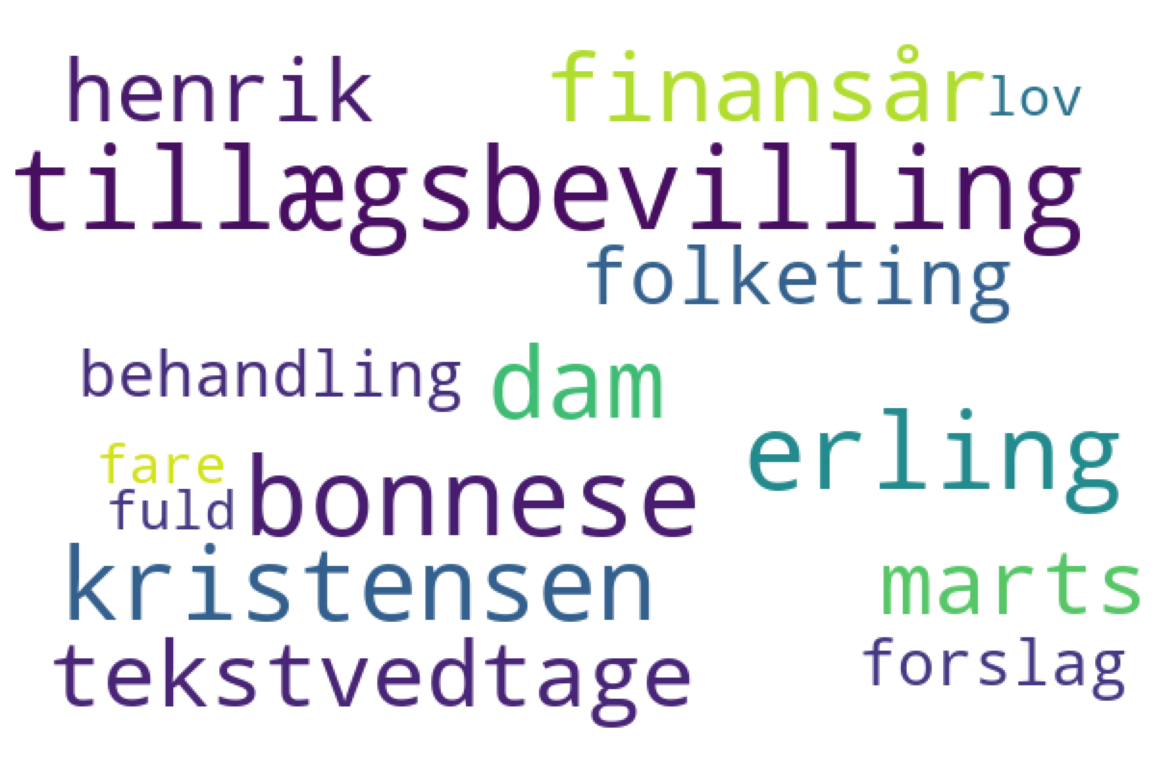 henrik finansår lov
tillægsbevilling
folketing
behandling dam
erling
fare
fuld bonnese
kristensen marts
tekstvedtage forslag